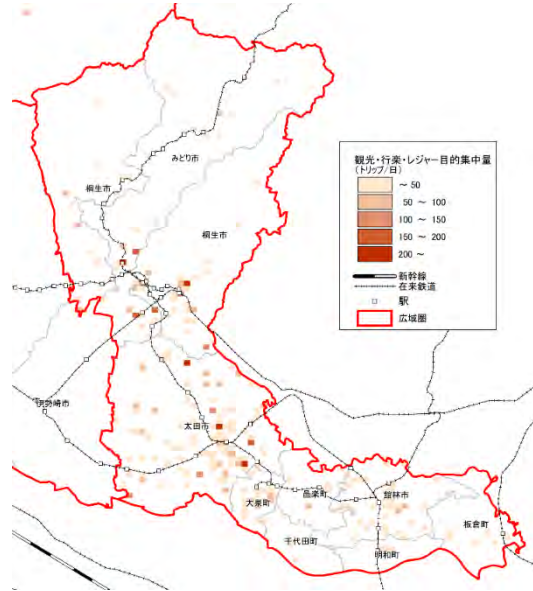 みどり市
桐生市
桐生市
観光・行楽・レジャー目的集中量
(トリップ/日)
～ 50
50 ～ 100
100 ～ 150
150 ～ 200
200 ～
新幹線
在来鉄道
駅
広域圏
伊勢崎市
太田市
大泉町
邑楽町
館林市
板倉町
千代田町
明和町